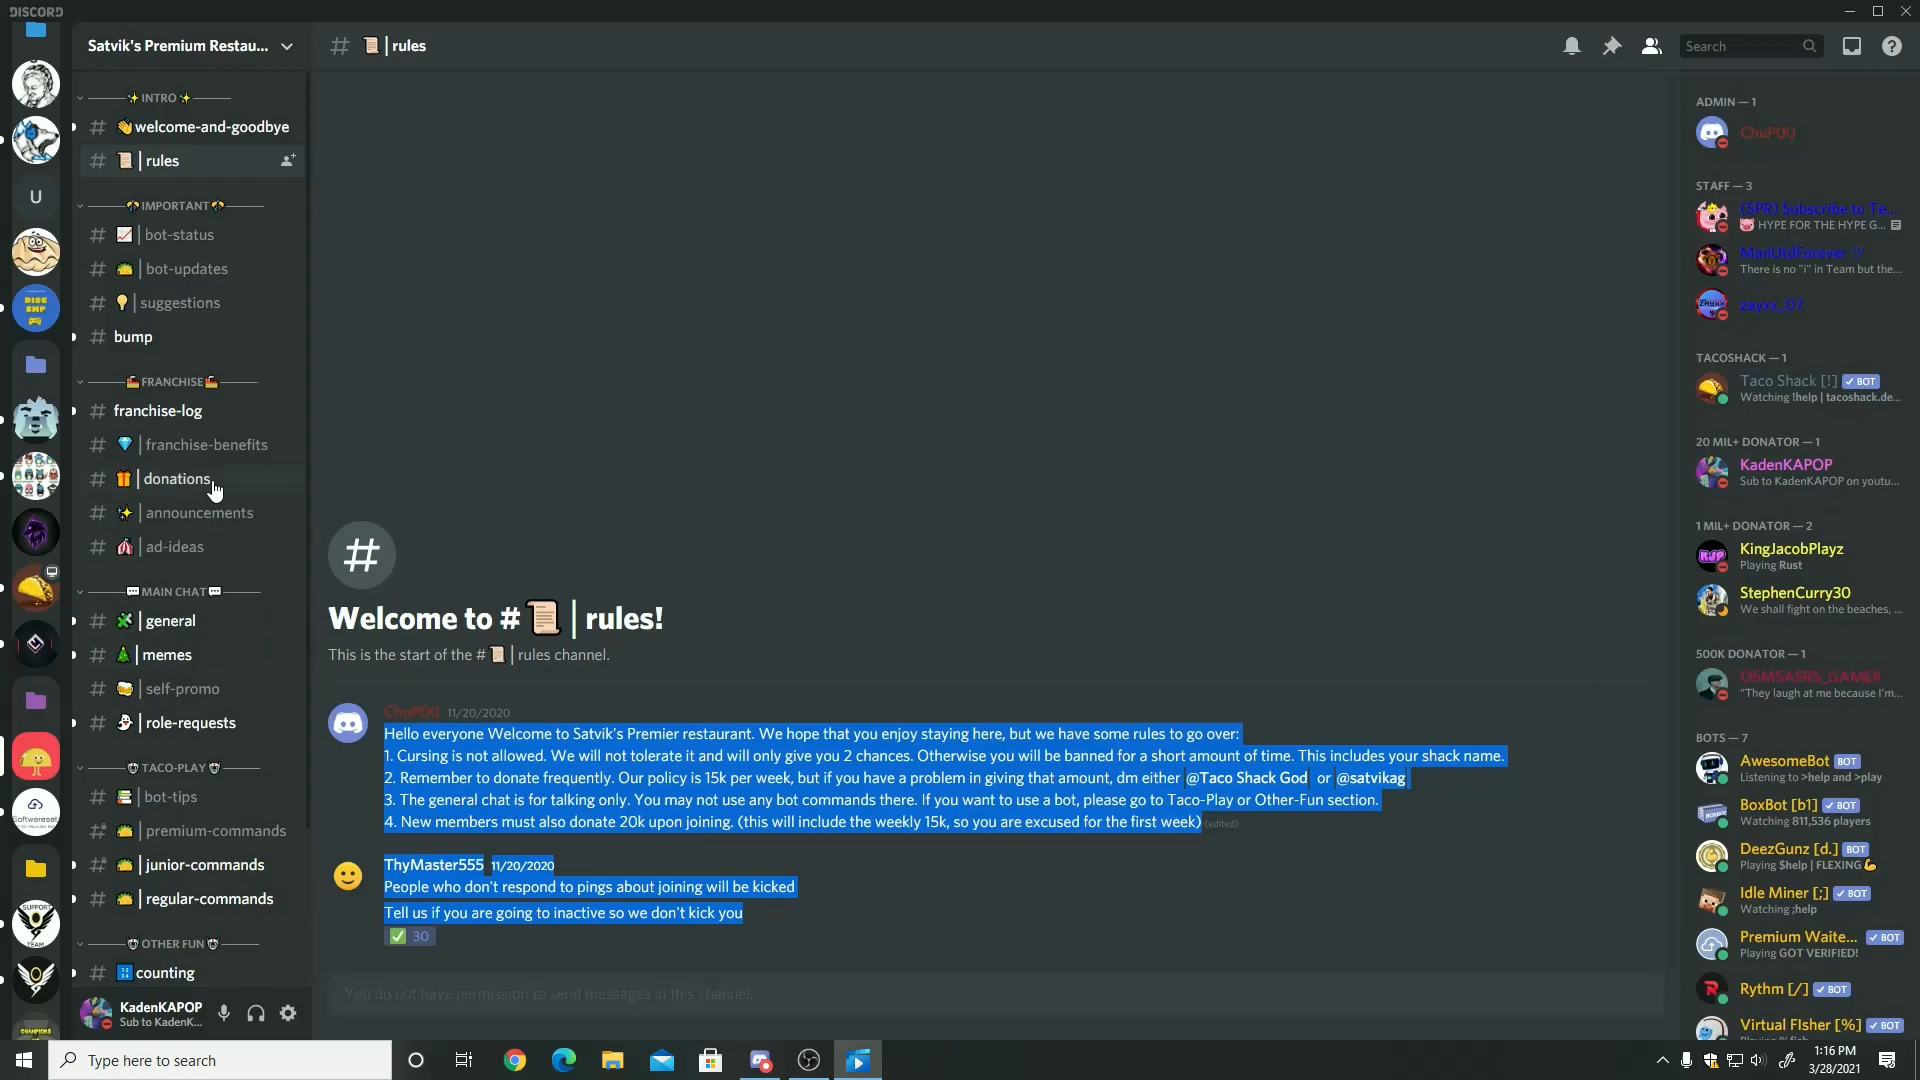 DISCORD
Satvik's Premium Restau...
rules
Search
INTRO
welcome-and-goodbye
rules
IMPORTANT
bot-status
bot-updates
suggestions
bump
FRANCHISE
franchise-log
franchise-benefits
donations
announcements
ad-ideas
MAIN CHAT
general
memes
self-promo
role-requests
TACO-PLAY
bot-tips
premium-commands
junior-commands
regular-commands
OTHER FUN
counting
U
DISC
SMP
Softwaresat
SUPPORT
TEAM
CHAMPIONS
KadenKAPOP
Sub to KadenK...
Welcome to # | rules!
This is the start of the # | rules channel.
ChuP00 11/20/2020
Hello everyone Welcome to Satvik's Premier restaurant. We hope that you enjoy staying here, but we have some rules to go over:
1. Cursing is not allowed. We will not tolerate it and will only give you 2 chances. Otherwise you will be banned for a short amount of time. This includes your shack name.
2. Remember to donate frequently. Our policy is 15k per week, but if you have a problem in giving that amount, dm either @Taco Shack God or @satvikag
3. The general chat is for talking only. You may not use any bot commands there. If you want to use a bot, please go to Taco-Play or Other-Fun section.
4. New members must also donate 20k upon joining. (this will include the weekly 15k, so you are excused for the first week) (edited)
ThyMaster555 11/20/2020
People who don't respond to pings about joining will be kicked
Tell us if you are going to inactive so we don't kick you
30
You do not have permission to send messages in this channel.
ADMIN — 1
ChuP00
STAFF — 3
(SPR) Subscribe to Te...
HYPE FOR THE HYPE G...
ManUtdForever ツ
There is no "i" in Team but the...
zayxx_07
TACOSHACK — 1
Taco Shack [!] BOT
Watching !help | tacoshack.de...
20 MIL+ DONATOR — 1
KadenKAPOP
Sub to KadenKAPOP on youtu...
1 MIL+ DONATOR — 2
KingJacobPlayz
Playing Rust
StephenCurry30
We shall fight on the beaches, ...
500K DONATOR — 1
OSMSASR5_GAMER
"They laugh at me because I'm...
BOTS — 7
AwesomeBot BOT
Listening to >help and >play
BoxBot [b1] BOT
Watching 811,536 players
DeezGunz [d.] BOT
Playing $help | FLEXING
Idle Miner [;] BOT
Watching ;help
Premium Waite... BOT
Playing GOT VERIFIED!
Rythm [/] BOT
Virtual FIsher [%] BOT
Type here to search
1:16 PM
3/28/2021